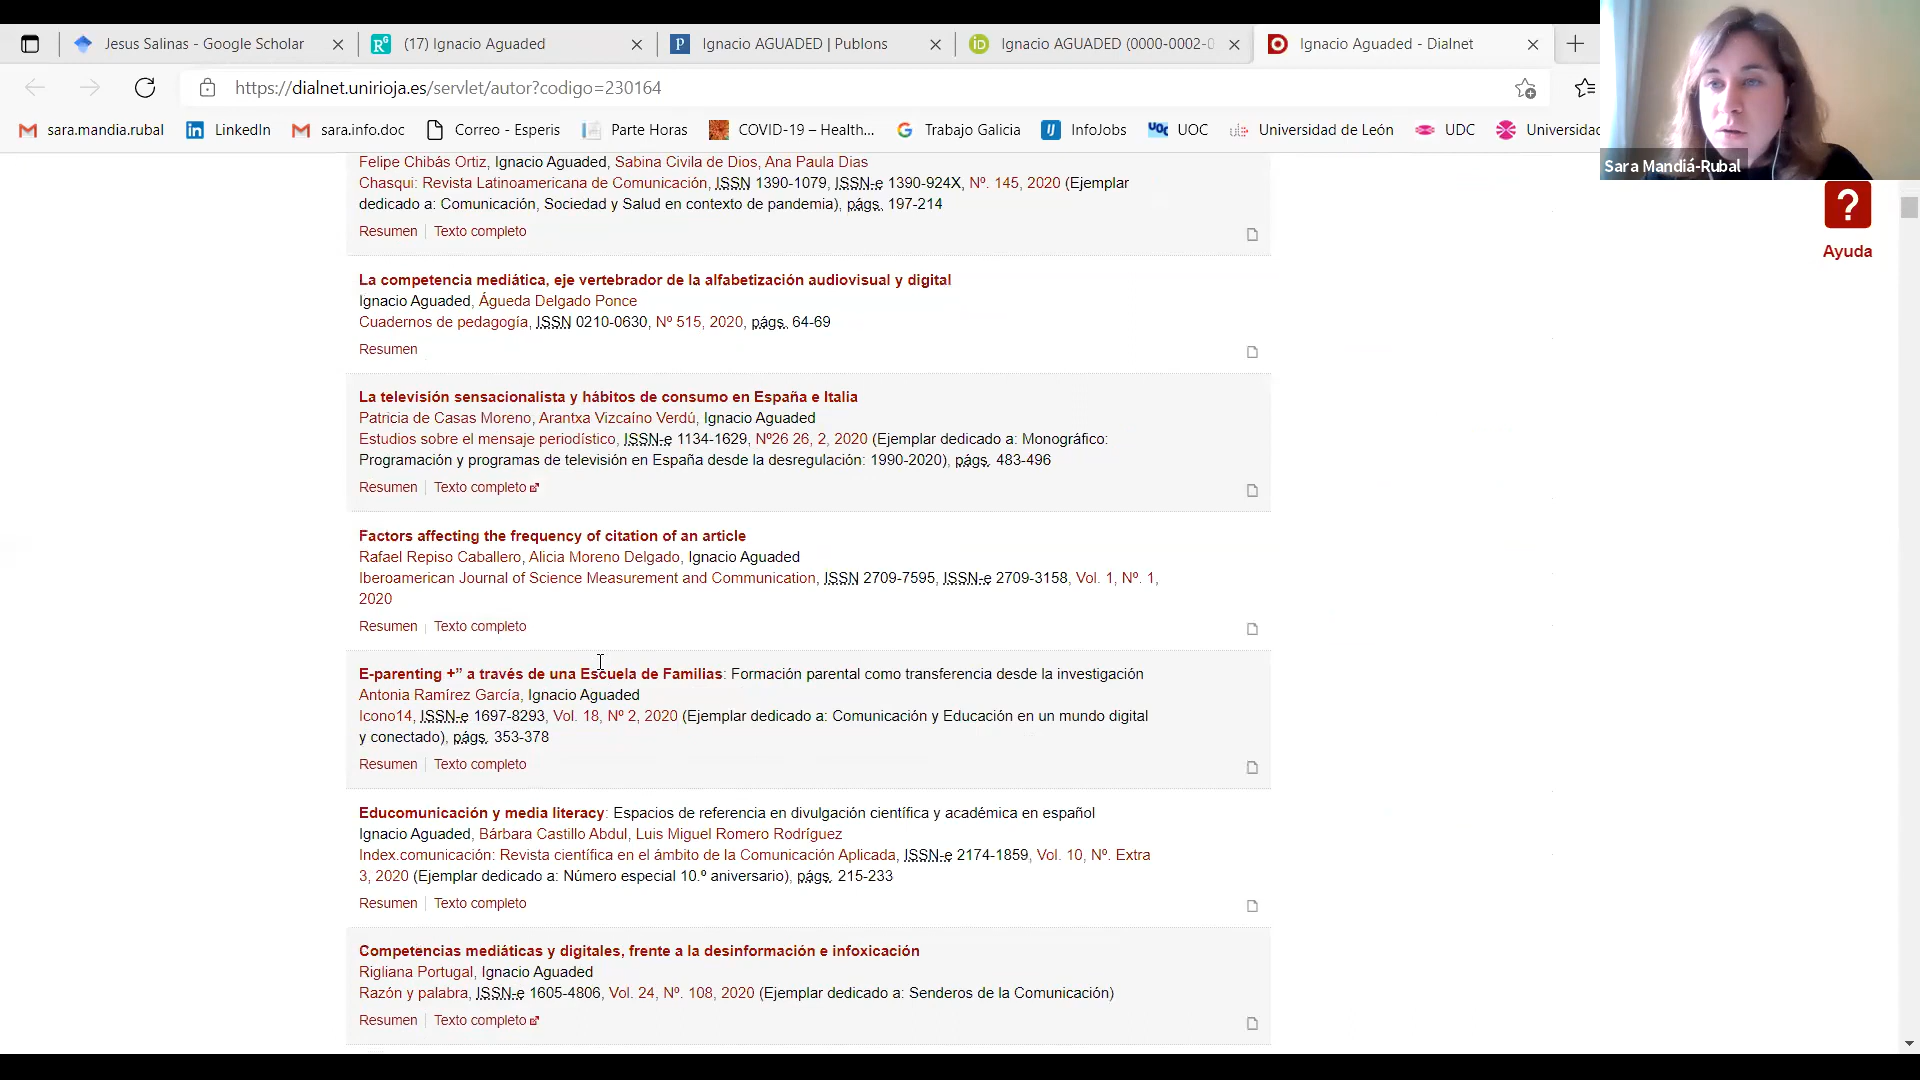 Jesus Salinas - Google Scholar
(17) Ignacio Aguaded
Ignacio AGUADED | Publons
Ignacio AGUADED (0000-0002-0
Ignacio Aguaded - Dialnet
https://dialnet.unirioja.es/servlet/autor?codigo=230164
sara.mandia.rubal
LinkedIn
sara.info.doc
Correo - Esperis
Parte Horas
COVID-19 – Health...
Trabajo Galicia
InfoJobs
UOC
Universidad de León
UDC
Universidad
Sara Mandiá-Rubal
?
Ayuda
Felipe Chibás Ortiz, Ignacio Aguaded, Sabina Civila de Dios, Ana Paula Dias
Chasqui: Revista Latinoamericana de Comunicación, ISSN 1390-1079, ISSN-e 1390-924X, Nº. 145, 2020 (Ejemplar
dedicado a: Comunicación, Sociedad y Salud en contexto de pandemia), págs. 197-214
Resumen | Texto completo
La competencia mediática, eje vertebrador de la alfabetización audiovisual y digital
Ignacio Aguaded, Águeda Delgado Ponce
Cuadernos de pedagogía, ISSN 0210-0630, Nº 515, 2020, págs. 64-69
Resumen
La televisión sensacionalista y hábitos de consumo en España e Italia
Patricia de Casas Moreno, Arantxa Vizcaíno Verdú, Ignacio Aguaded
Estudios sobre el mensaje periodístico, ISSN-e 1134-1629, Nº26 26, 2, 2020 (Ejemplar dedicado a: Monográfico:
Programación y programas de televisión en España desde la desregulación: 1990-2020), págs. 483-496
Resumen | Texto completo
Factors affecting the frequency of citation of an article
Rafael Repiso Caballero, Alicia Moreno Delgado, Ignacio Aguaded
Iberoamerican Journal of Science Measurement and Communication, ISSN 2709-7595, ISSN-e 2709-3158, Vol. 1, Nº. 1,
2020
Resumen | Texto completo
E-parenting +” a través de una Escuela de Familias: Formación parental como transferencia desde la investigación
Antonia Ramírez García, Ignacio Aguaded
Icono14, ISSN-e 1697-8293, Vol. 18, Nº 2, 2020 (Ejemplar dedicado a: Comunicación y Educación en un mundo digital
y conectado), págs. 353-378
Resumen | Texto completo
Educomunicación y media literacy: Espacios de referencia en divulgación científica y académica en español
Ignacio Aguaded, Bárbara Castillo Abdul, Luis Miguel Romero Rodríguez
Index.comunicación: Revista científica en el ámbito de la Comunicación Aplicada, ISSN-e 2174-1859, Vol. 10, Nº. Extra
3, 2020 (Ejemplar dedicado a: Número especial 10.º aniversario), págs. 215-233
Resumen | Texto completo
Competencias mediáticas y digitales, frente a la desinformación e infoxicación
Rigliana Portugal, Ignacio Aguaded
Razón y palabra, ISSN-e 1605-4806, Vol. 24, Nº. 108, 2020 (Ejemplar dedicado a: Senderos de la Comunicación)
Resumen | Texto completo